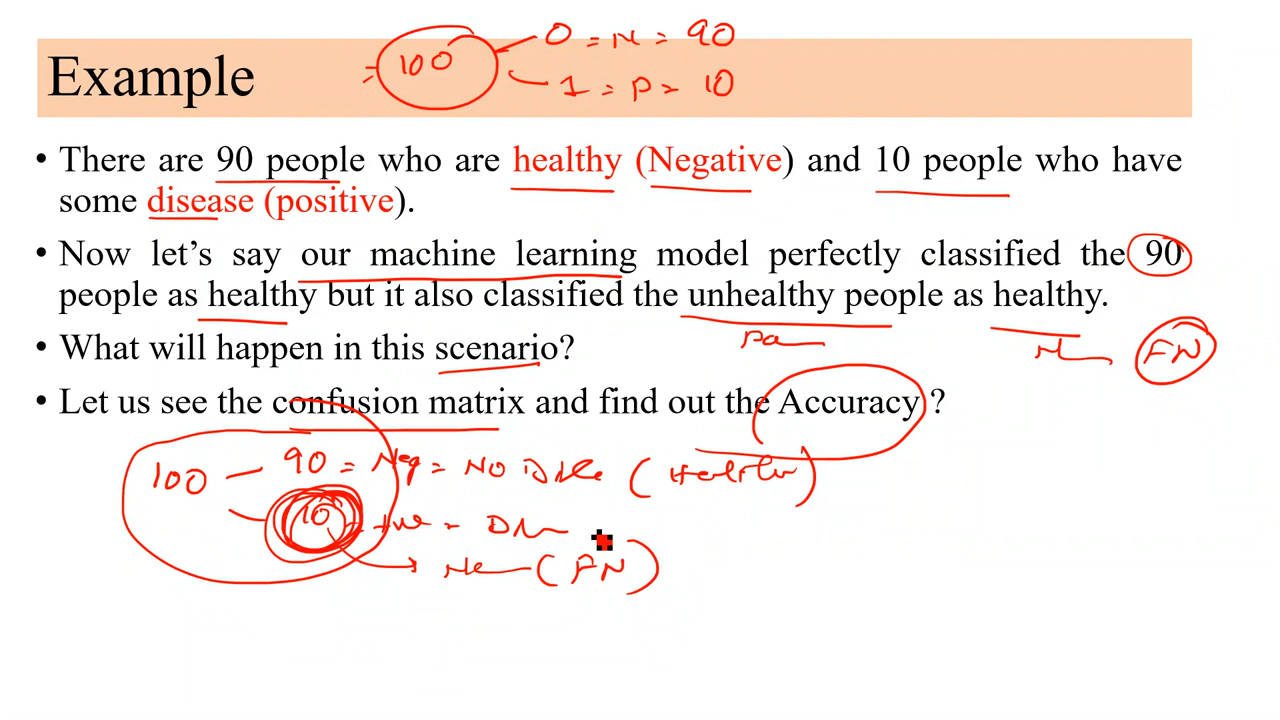 0 = N = 90
100
1 = P = 10
Example
• There are 90 people who are healthy (Negative) and 10 people who have
some disease (positive).
• Now let's say our machine learning model perfectly classified the 90
people as healthy but it also classified the unhealthy people as healthy.
• What will happen in this scenario?
FN
• Let us see the confusion matrix and find out the Accuracy ?
100 – 90 = Neg = NO
10
(FN)